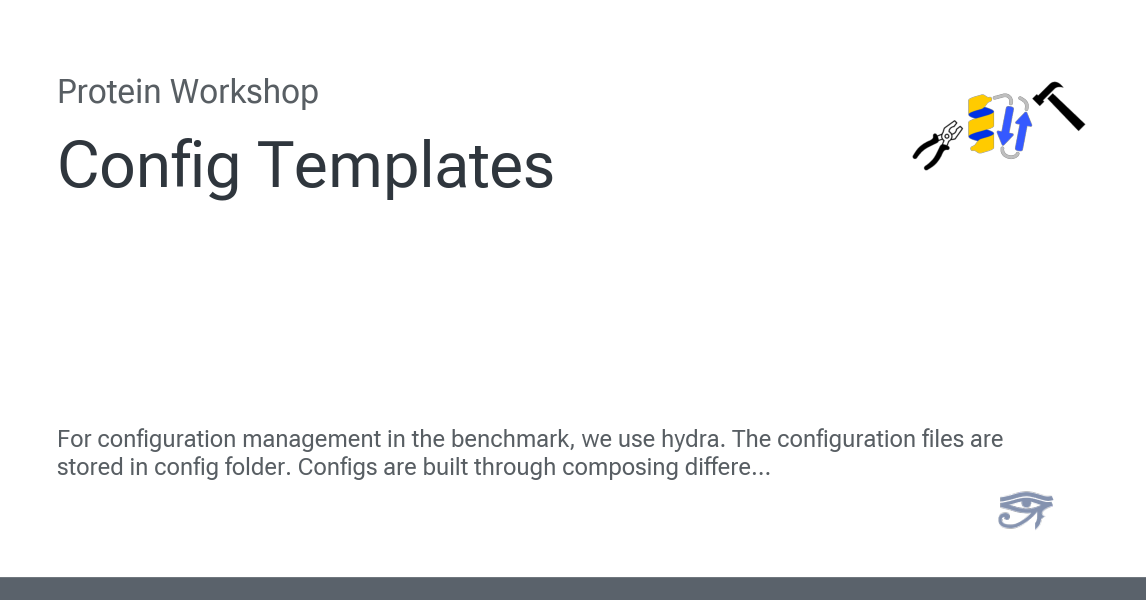 Protein Workshop
Config Templates
For configuration management in the benchmark, we use hydra. The configuration files are
stored in config folder. Configs are built through composing differe...